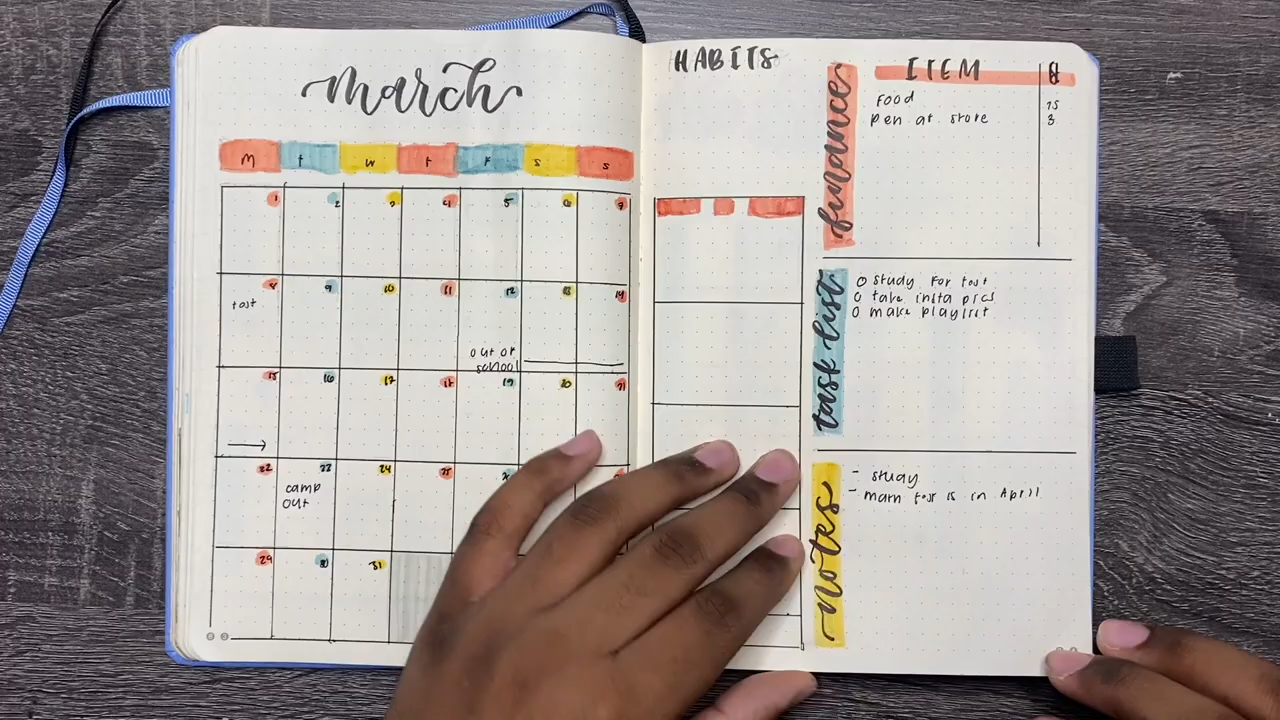 march
M t W t F S S
1 2 3 4 5 6 7
8 9 10 11 12 13 14
test
out of
school
15 16 17 18 19 20 21
22 23 24 25
camp
out
29 30 31
HABITS
finance
ITEM
Food 15
pen at store 8
task list
O study for test
O take insta pics
O make playlist
notes
- study
- main test is in April